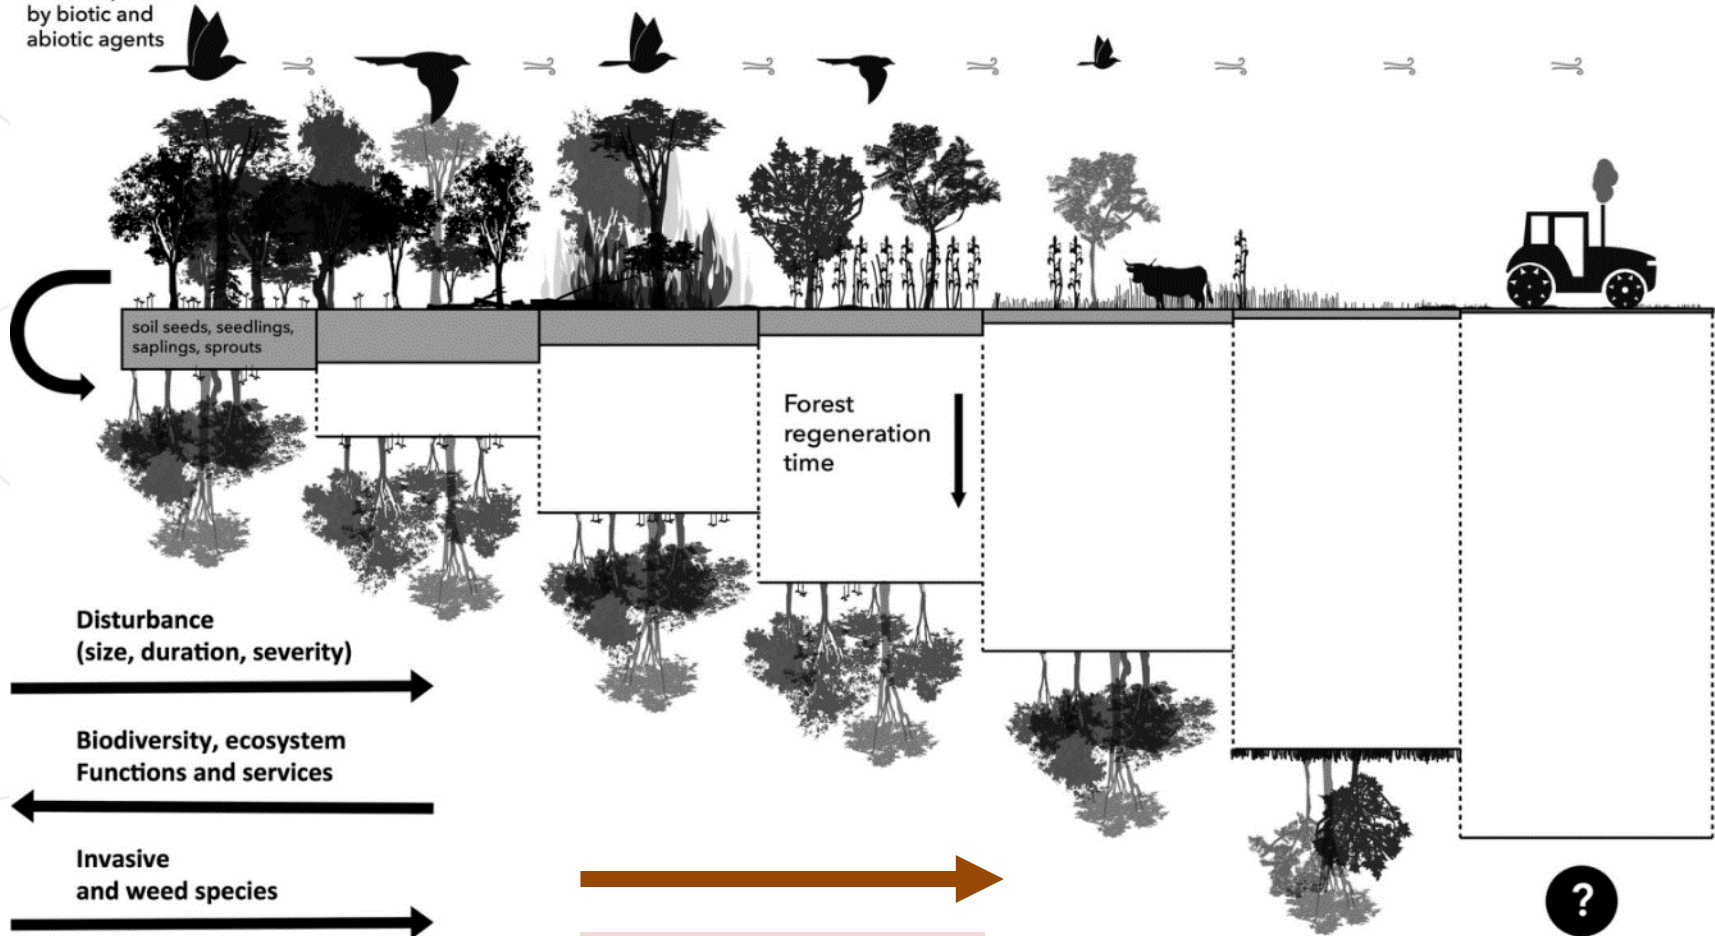 by biotic and
abiotic agents
soil seeds, seedlings,
saplings, sprouts
Forest
regeneration
time
Disturbance
(size, duration, severity)
Biodiversity, ecosystem
Functions and services
Invasive
and weed species
?